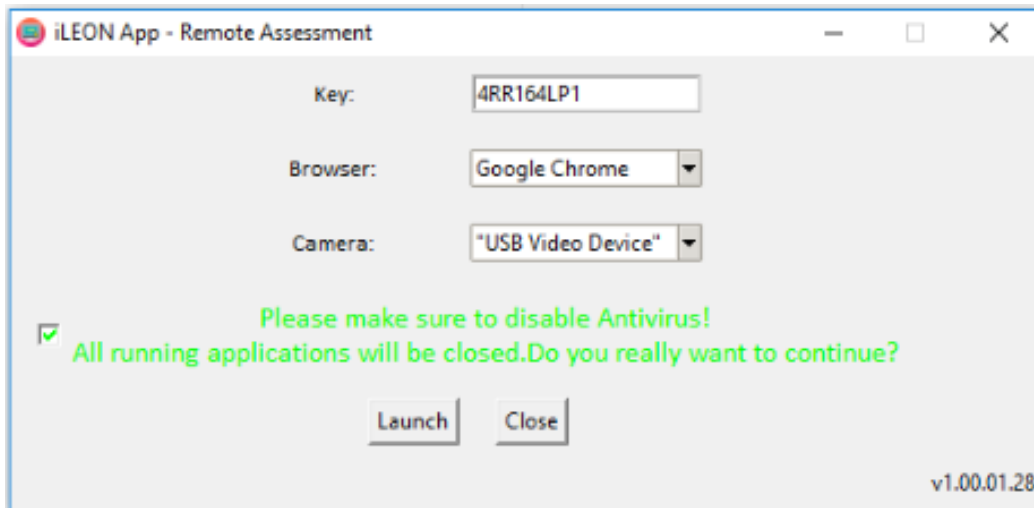 iLEON App - Remote Assessment
Key: 4RR164LP1
Browser: Google Chrome
Camera: "USB Video Device"
Please make sure to disable Antivirus!
All running applications will be closed.Do you really want to continue?
Launch Close
v1.00.01.28